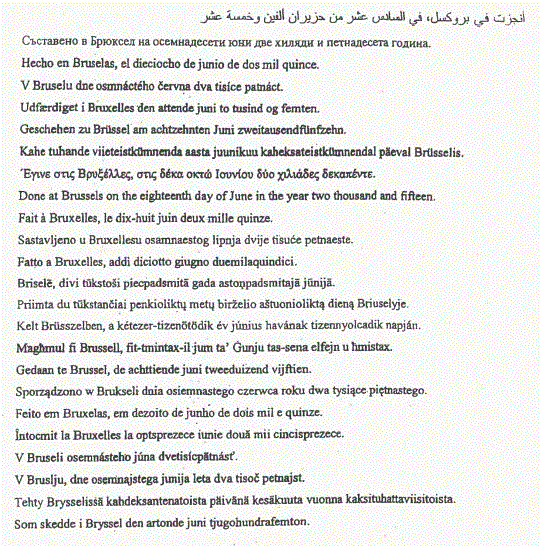 أنجزت في بروكسل، في السادس عشر من حزيران ألفين وخمسة عشر
Съставено в Брюксел на осемнадесети юни две хиляди и петнадесета година.
Hecho en Bruselas, el dieciocho de junio de dos mil quince.
V Bruselu dne osmnáctého června dva tisíce patnáct.
Udfærdiget i Bruxelles den attende juni to tusind og femten.
Geschehen zu Brüssel am achtzehnten Juni zweitausendfünfzehn.
Kahe tuhande viieteistkümnenda aasta juunikuu kaheksateistkümnendal päeval Brüsselis.
Έγινε στις Βρυξέλλες, στις δέκα οκτώ Ιουνίου δύο χιλιάδες δεκαπέντε.
Done at Brussels on the eighteenth day of June in the year two thousand and fifteen.
Fait à Bruxelles, le dix-huit juin deux mille quinze.
Sastavljeno u Bruxellesu osamnaestog lipnja dvije tisuće petnaeste.
Fatto a Bruxelles, addì diciotto giugno duemilaquindici.
Briselē, divi tūkstoši piecpadsmitā gada astoņpadsmitajā jūnijā.
Priimta du tūkstančiai penkioliktų metų birželio aštuonioliktą dieną Briuselyje.
Kelt Brüsszelben, a kétezer-tizenötödik év június havának tizennyolcadik napján.
Magħmul fi Brussell, fit-tmintax-il jum ta’ Ġunju tas-sena elfejn u ħmistax.
Gedaan te Brussel, de achttiende juni tweeduizend vijftien.
Sporządzono w Brukseli dnia osiemnastego czerwca roku dwa tysiące piętnastego.
Feito em Bruxelas, em dezoito de junho de dois mil e quinze.
Întocmit la Bruxelles la optsprezece iunie două mii cincisprezece.
V Bruseli osemnásteho júna dvetisícpätnásť.
V Bruslju, dne osemnajstega junija leta dva tisoč petnajst.
Tehty Brysselissä kahdeksantenatoista päivänä kesäkuuta vuonna kaksituhattaviisitoista.
Som skedde i Bryssel den artonde juni tjugohundrafemton.